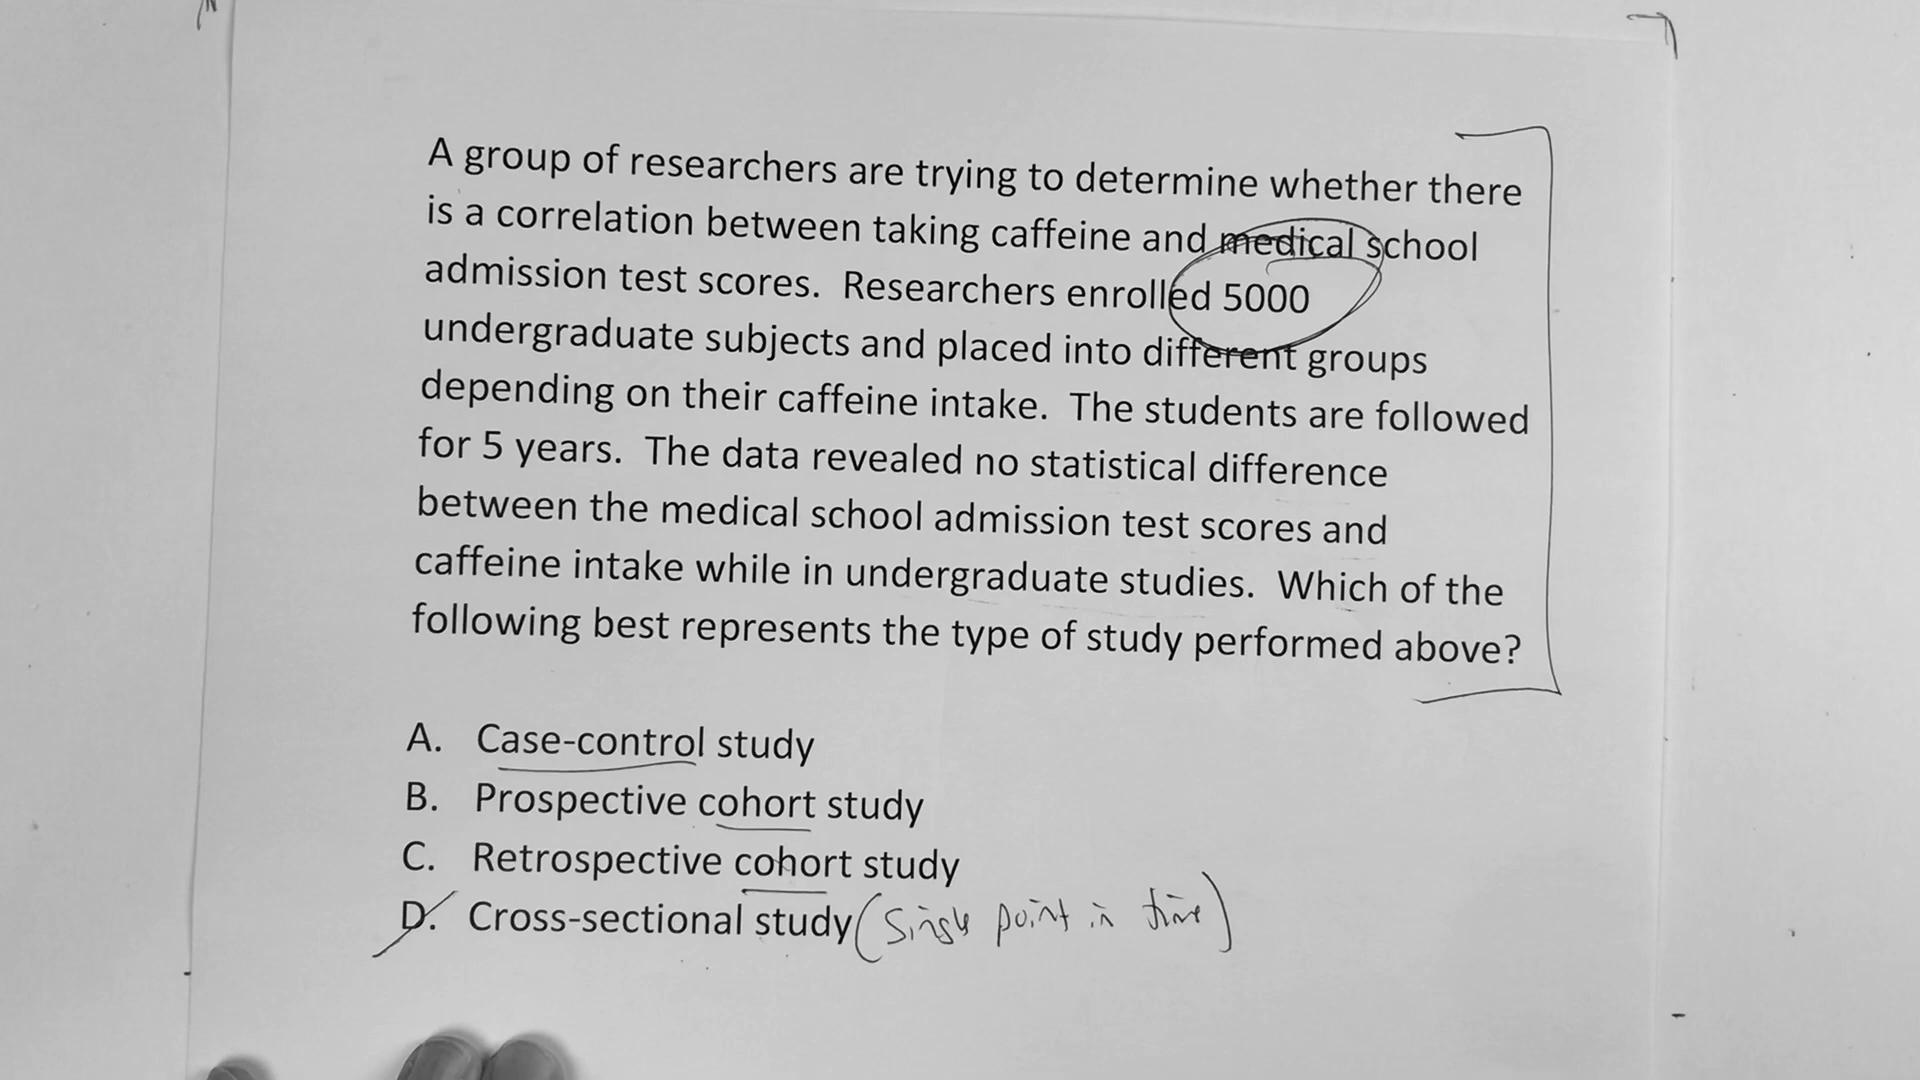 A group of researchers are trying to determine whether there
is a correlation between taking caffeine and medical school
admission test scores. Researchers enrolled 5000
undergraduate subjects and placed into different groups
depending on their caffeine intake. The students are followed
for 5 years. The data revealed no statistical difference
between the medical school admission test scores and
caffeine intake while in undergraduate studies. Which of the
following best represents the type of study performed above?
A. Case-control study
B. Prospective cohort study
C. Retrospective cohort study
D. Cross-sectional study (Single point in time)